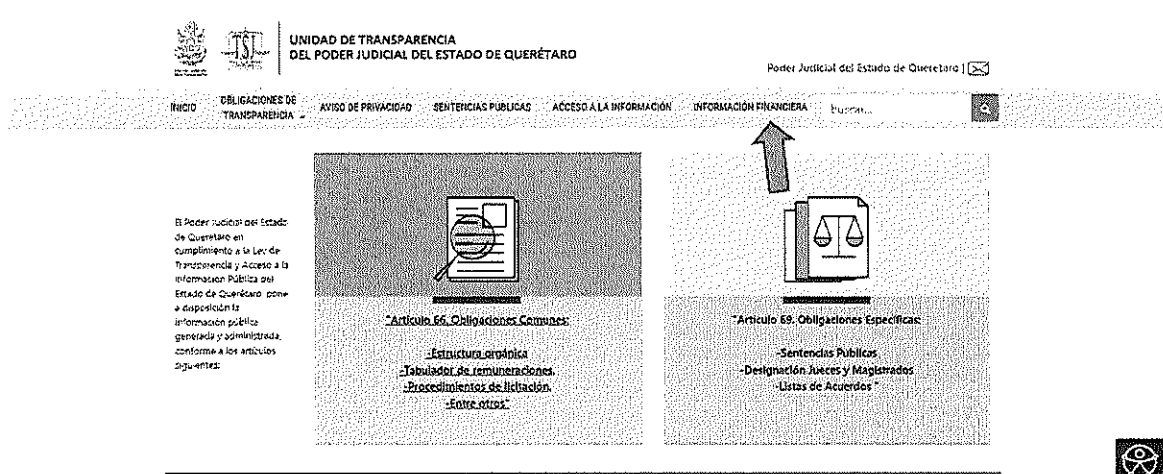 TSJ
UNIDAD DE TRANSPARENCIA
DEL PODER JUDICIAL DEL ESTADO DE QUERÉTARO
Poder Judicial del Estado de Querétaro |
INICIO
OBLIGACIONES DE
TRANSPARENCIA
AVISO DE PRIVACIDAD
SENTENCIAS PUBLICAS
ACCESO A LA INFORMACIÓN
INFORMACIÓN FINANCIERA
Buscar...
El Poder Judicial del Estado
de Querétaro en
cumplimiento a la Ley de
Transparencia y Acceso a la
Información Pública del
Estado de Querétaro pone
a disposición la
información pública
generada y administrada,
conforme a los artículos
siguientes:
"Artículo 66. Obligaciones Comunes:
-Estructura orgánica
-Tabulador de remuneraciones.
-Procedimientos de licitación.
-Entre otros"
"Artículo 69. Obligaciones Específicas:
-Sentencias Publicas
-Designación Jueces y Magistrados
-Listas de Acuerdos "